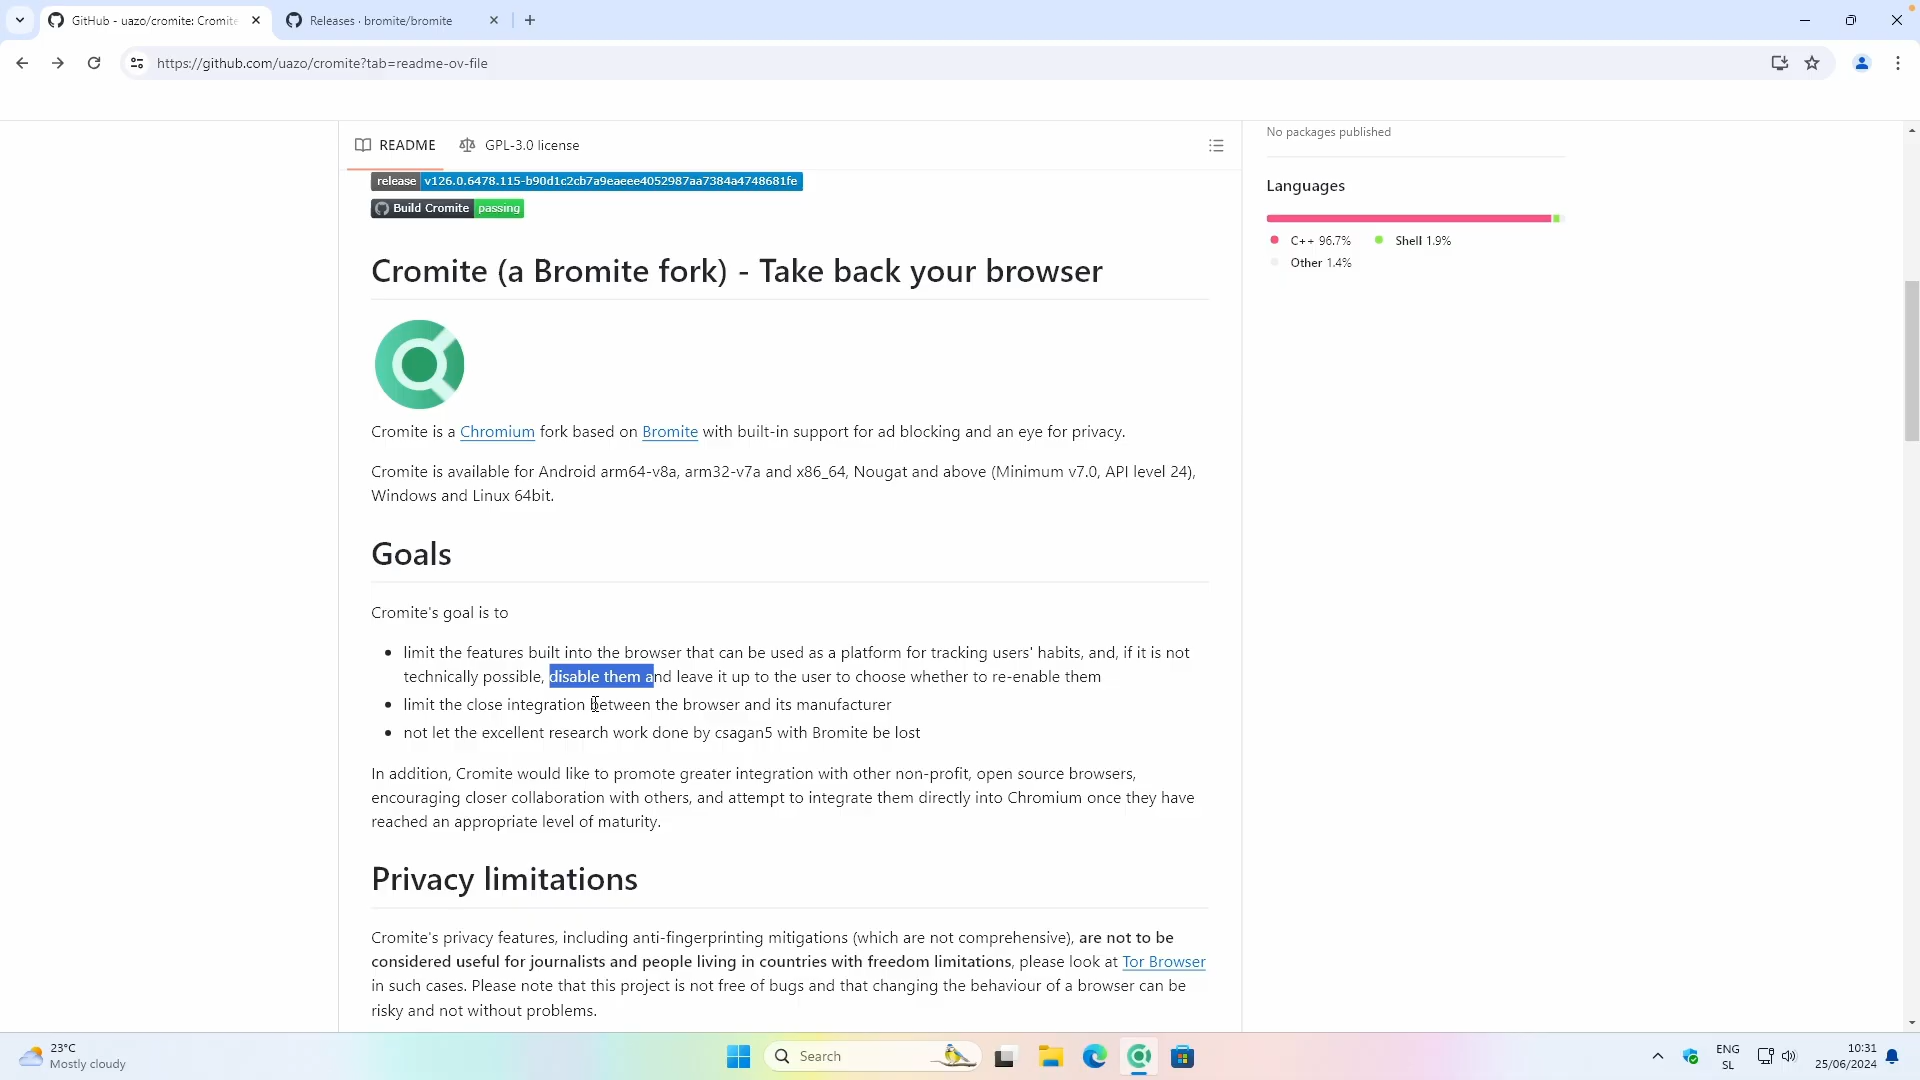 GitHub - uazo/cromite: Cromite
Releases · bromite/bromite
https://github.com/uazo/cromite?tab=readme-ov-file
README
GPL-3.0 license
No packages published
release v126.0.6478.115-b90d1c2cb7a9eaeee4052987aa7384a4748681fe
Build Cromite passing
Languages
C++ 96.7% Shell 1.9%
Other 1.4%
Cromite (a Bromite fork) - Take back your browser
Cromite is a Chromium fork based on Bromite with built-in support for ad blocking and an eye for privacy.
Cromite is available for Android arm64-v8a, arm32-v7a and x86_64, Nougat and above (Minimum v7.0, API level 24),
Windows and Linux 64bit.
Goals
Cromite's goal is to
limit the features built into the browser that can be used as a platform for tracking users' habits, and, if it is not
technically possible, disable them and leave it up to the user to choose whether to re-enable them
limit the close integration between the browser and its manufacturer
not let the excellent research work done by csagan5 with Bromite be lost
In addition, Cromite would like to promote greater integration with other non-profit, open source browsers,
encouraging closer collaboration with others, and attempt to integrate them directly into Chromium once they have
reached an appropriate level of maturity.
Privacy limitations
Cromite's privacy features, including anti-fingerprinting mitigations (which are not comprehensive), are not to be
considered useful for journalists and people living in countries with freedom limitations, please look at Tor Browser
in such cases. Please note that this project is not free of bugs and that changing the behaviour of a browser can be
risky and not without problems.
23°C
Mostly cloudy
Search
ENG
SL
10:31
25/06/2024